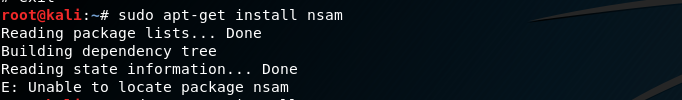 root@kali:~# sudo apt-get install nsam
Reading package lists... Done
Building dependency tree
Reading state information... Done
E: Unable to locate package nsam